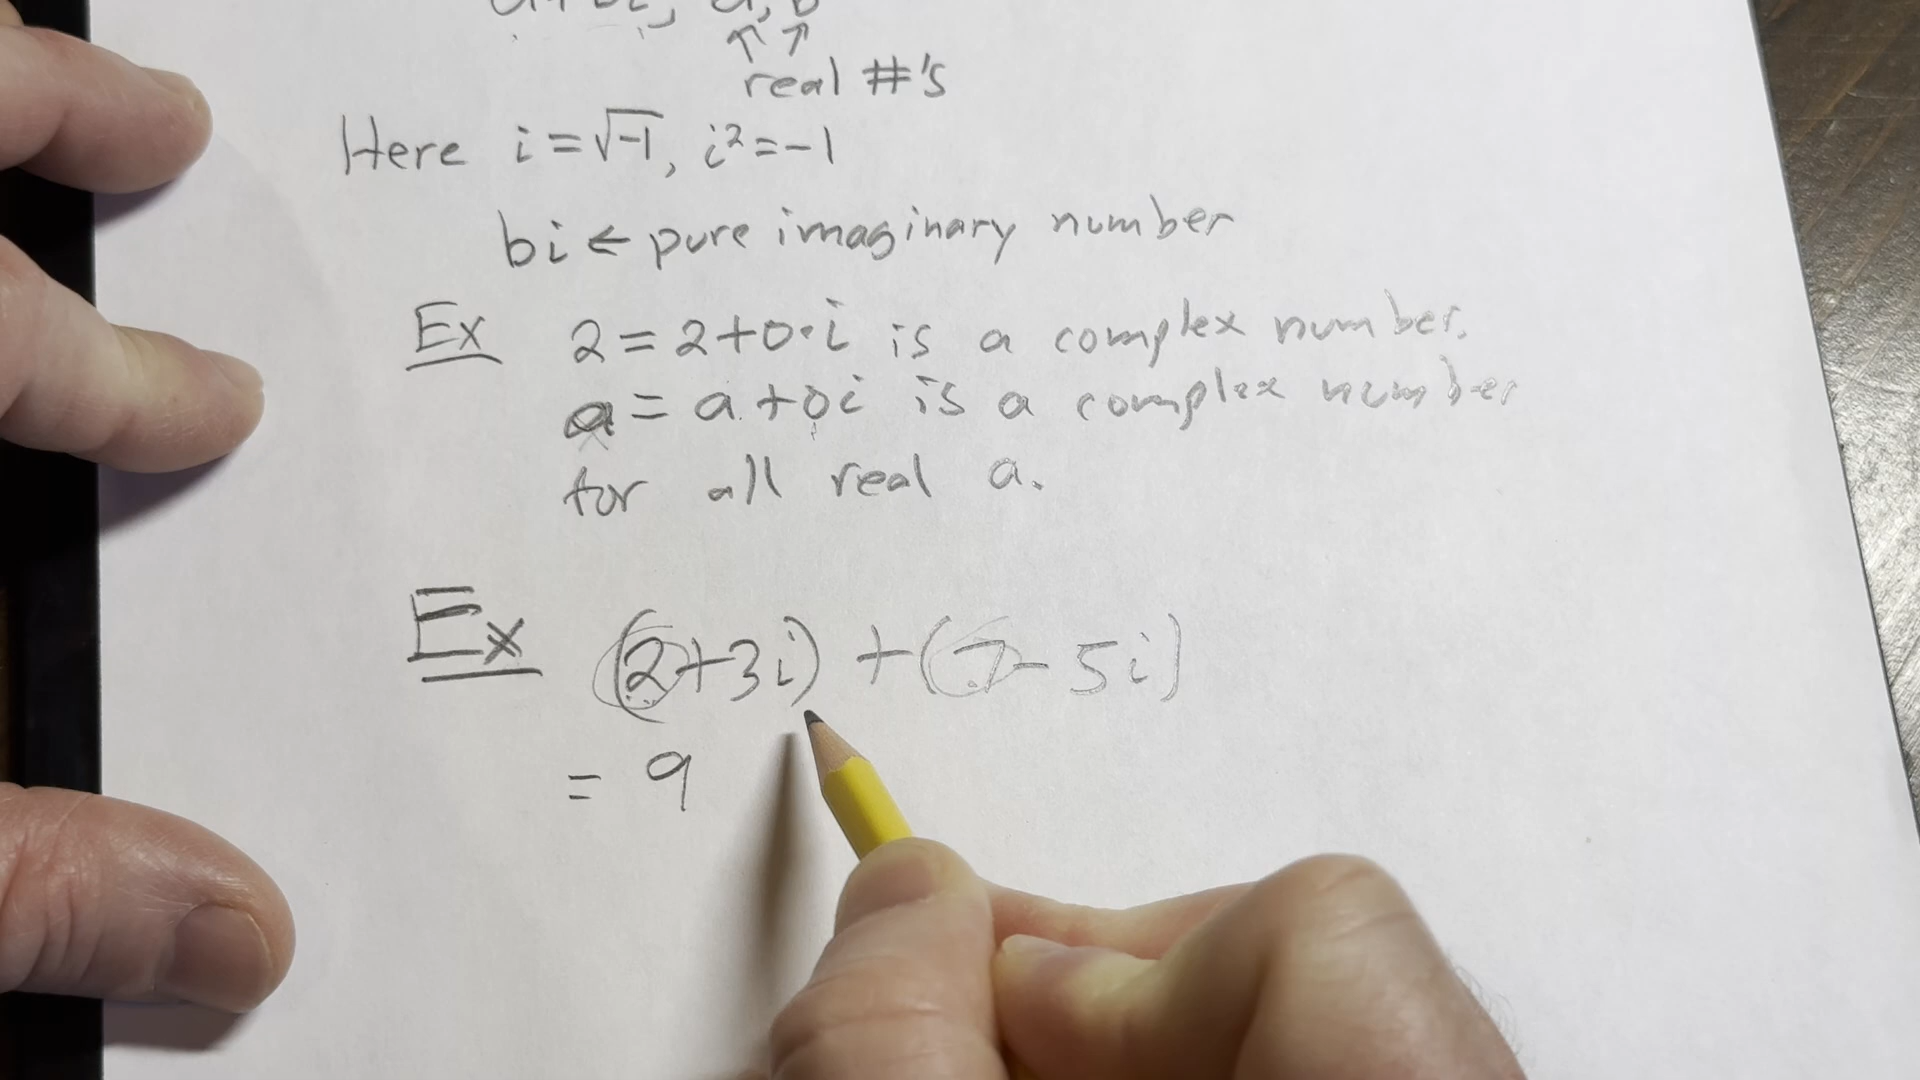 a+bi, a, b
↑ ↑
real #'s
Here i=√-1, i²=-1
bi ← pure imaginary number
Ex 2=2+0·i is a complex number.
a=a+0i is a complex number
for all real a.
Ex (2+3i)+(7-5i)
= 9